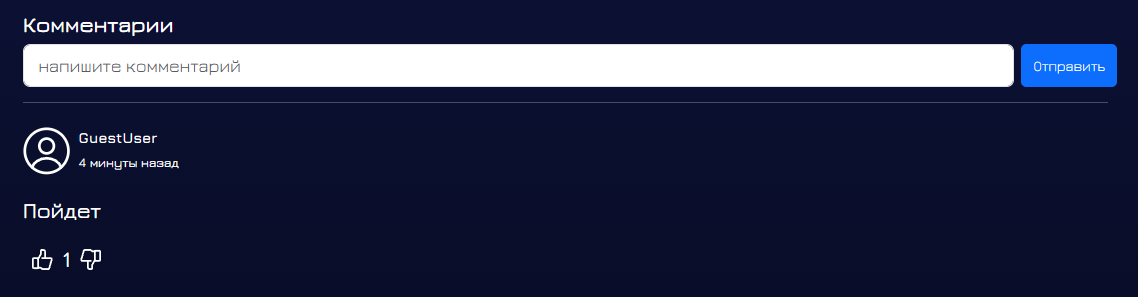 Комментарии
напишите комментарий
Отправить
GuestUser
4 минуты назад
Пойдет
1